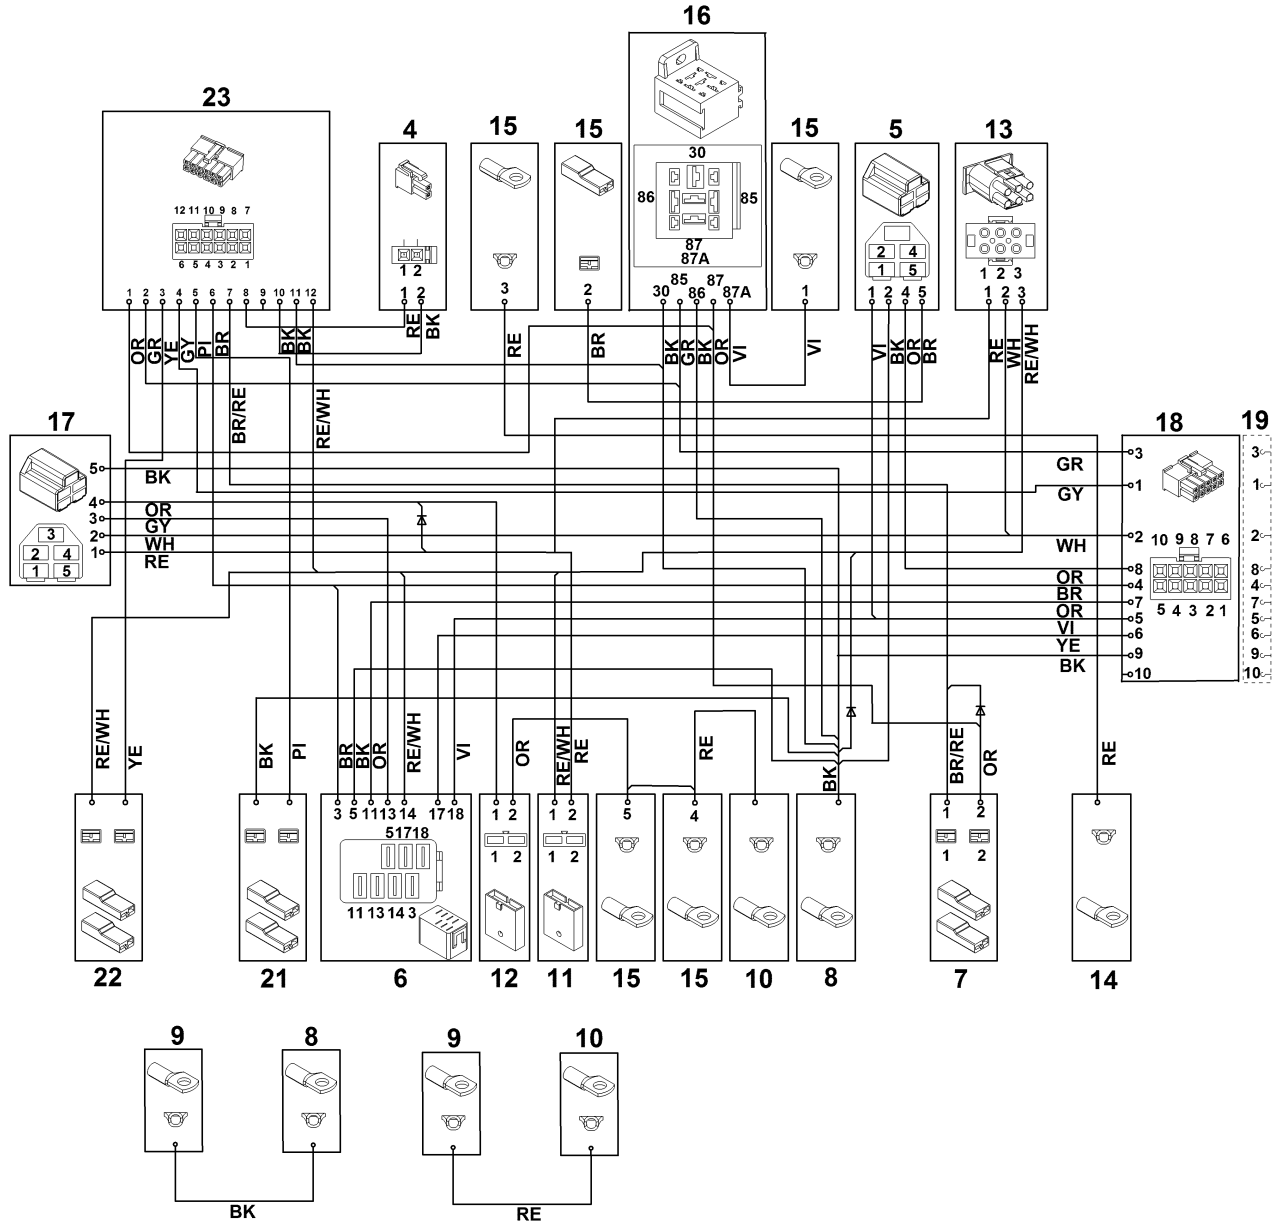 16
23
4
15
15
15
5
13
30
86
85
87
87A
12 11 10 9 8 7
6 5 4 3 2 1
1 2
2 4
1 5
1 2 3
1 2 3 4 5 6 7 8 9 10 11 12
1 2
3
2
30 85 86 87 87A
1
1 2 4 5
1 2 3
OR GR YE GY PI BR BK BK
RE BK
RE
BR
BK GR BK OR VI
VI
VI BK OR BR
RE WH RE/WH
BR/RE
RE/WH
17
18
19
5
4
3
2
1
BK
OR
GY
WH
RE
3
2 4
1 5
GR
GY
WH
OR
BR
OR
VI
YE
BK
3
1
2
8
4
7
5
6
9
10
10 9 8 7 6
5 4 3 2 1
3
1
2
8
4
7
5
6
9
10
RE/WH YE
BK PI
BR BK OR RE/WH VI
OR
RE/WH RE
RE
BK
BR/RE OR
RE
3 5 11 13 14 17 18
5 17 18
11 13 14 3
1 2
1 2
1 2
1 2
5
4
1 2
1 2
22
21
6
12
11
15
15
10
8
7
14
9
8
9
10
BK
RE